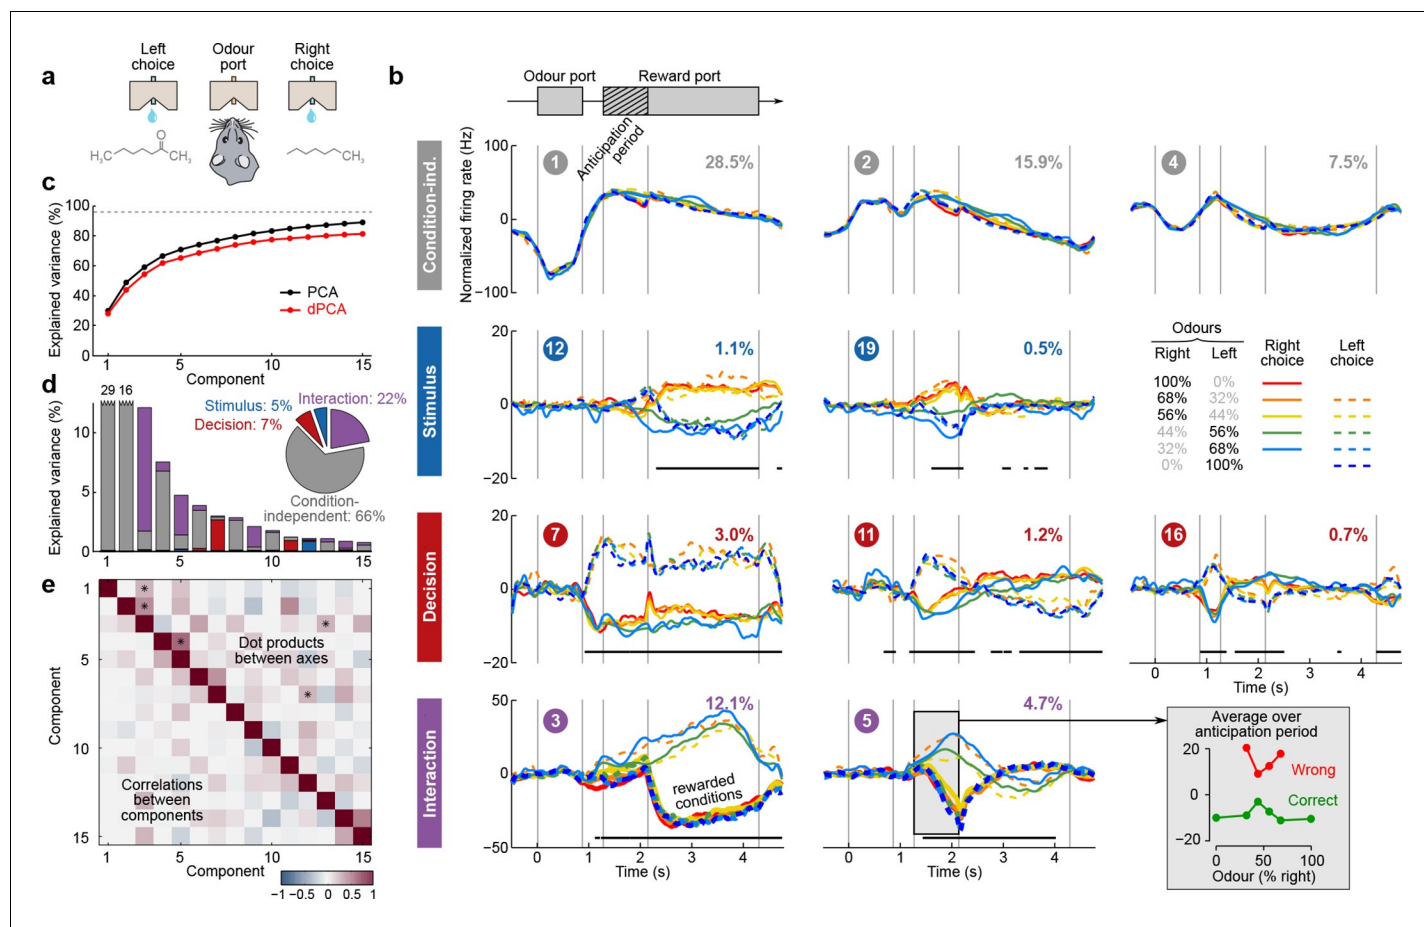 a
Left
choice
Odour
port
Right
choice
H₃C
O
CH₃
H₃C
CH₃
b
Odour port
Reward port
Anticipation
period
c
Explained variance (%)
100
80
60
40
20
0
PCA
dPCA
1
5
10
15
Component
d
29
16
Explained variance (%)
10
5
0
Stimulus: 5%
Decision: 7%
Interaction: 22%
Condition-
independent: 66%
1
5
10
15
e
1
5
10
15
Component
Dot products
between axes
Correlations
between
components
1
5
10
15
Component
−1
−0.5
0
0.5
1
Condition-ind.
Normalized firing rate (Hz)
100
0
−100
1
28.5%
2
15.9%
4
7.5%
Stimulus
20
0
−20
12
1.1%
19
0.5%
Odours
Right
Left
Right
choice
Left
choice
100%
0%
68%
32%
56%
44%
44%
56%
32%
68%
0%
100%
Decision
20
0
−20
7
3.0%
11
1.2%
16
0.7%
0
1
2
3
4
Time (s)
Interaction
50
0
−50
3
12.1%
rewarded
conditions
0
1
2
3
4
Time (s)
5
4.7%
0
1
2
3
4
Time (s)
Average over
anticipation period
20
0
−20
Wrong
Correct
0
50
100
Odour (% right)